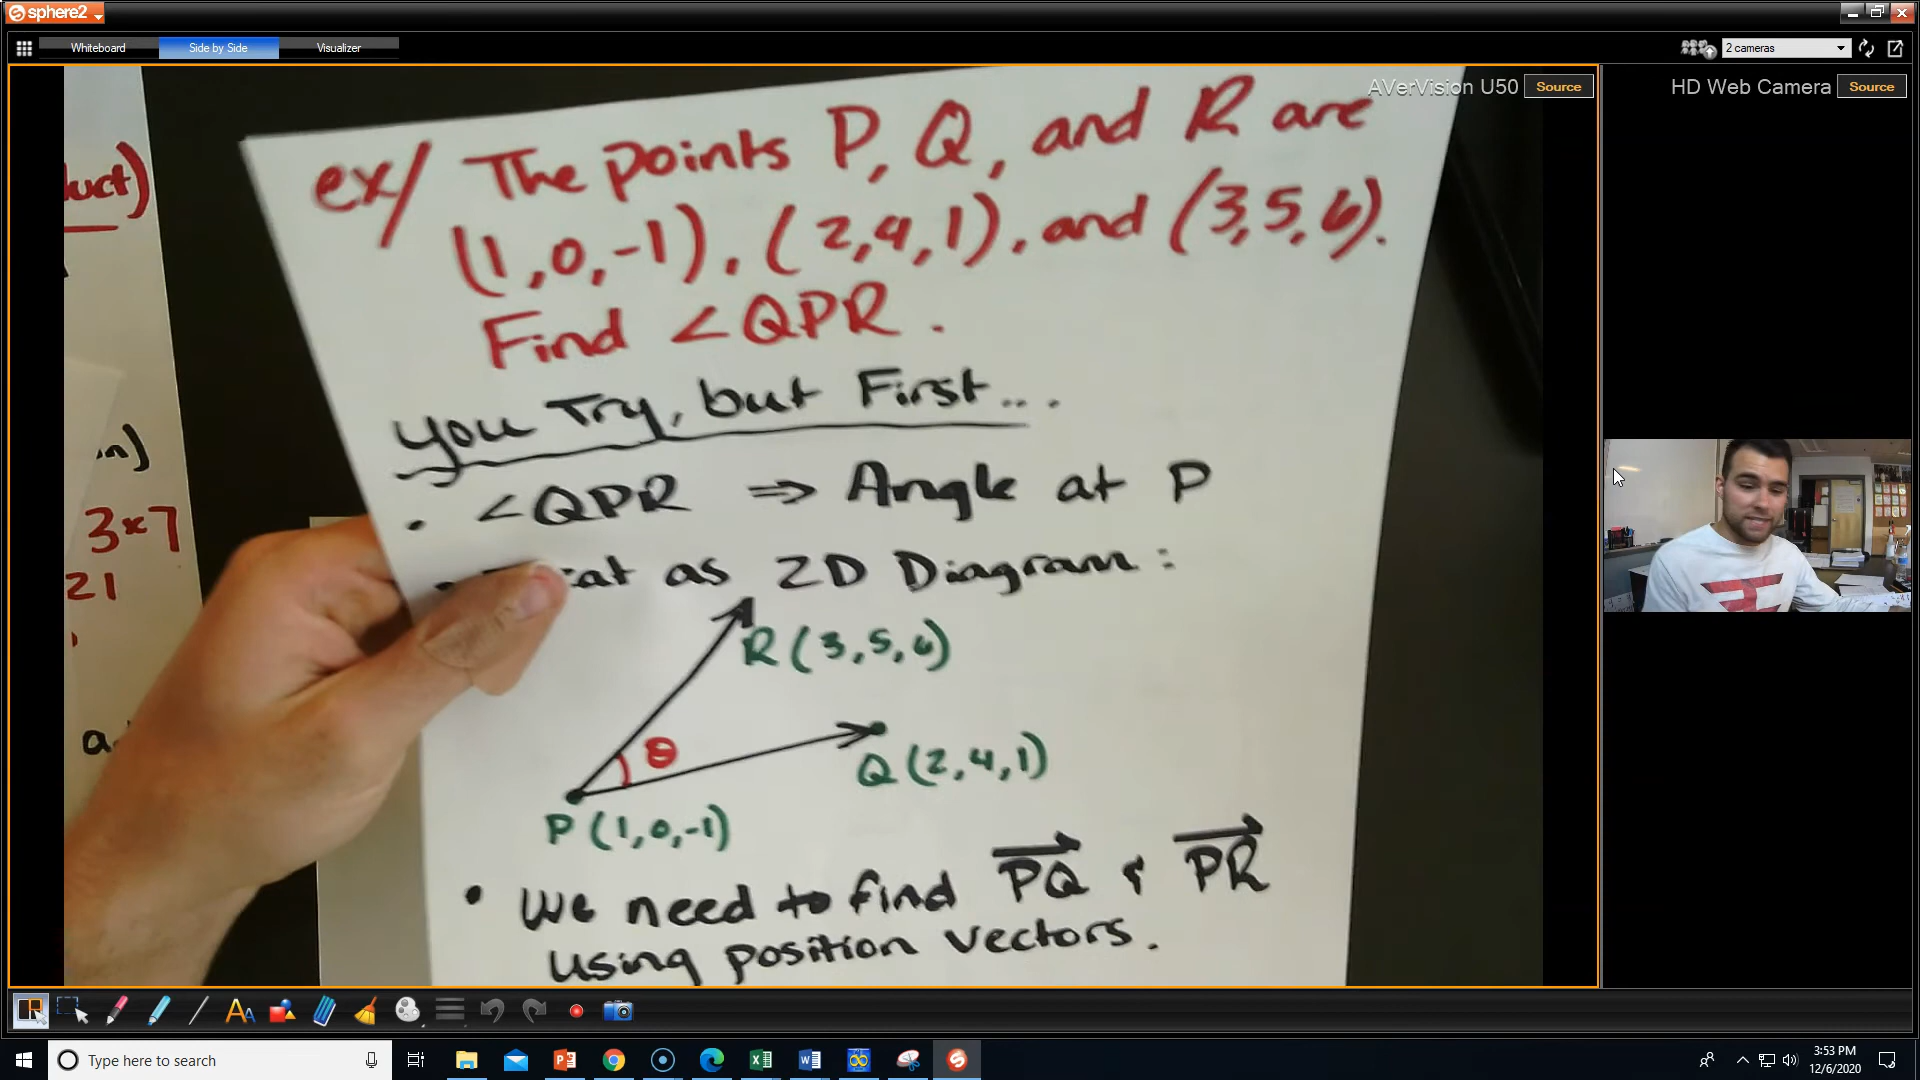 sphere2
Whiteboard
Side by Side
Visualizer
2 cameras
AVerVision U50
Source
HD Web Camera
Source
ex/ The points P, Q, and R are
(1,0,-1), (2,4,1), and (3,5,6).
Find ∠QPR.
You Try, but First...
• ∠QPR ⇒ Angle at P
as 2D Diagram:
R(3,5,6)
θ
Q(2,4,1)
P(1,0,-1)
• We need to find PQ & PR
using position vectors.
uct)
3×7
21
Type here to search
3:53 PM
12/6/2020